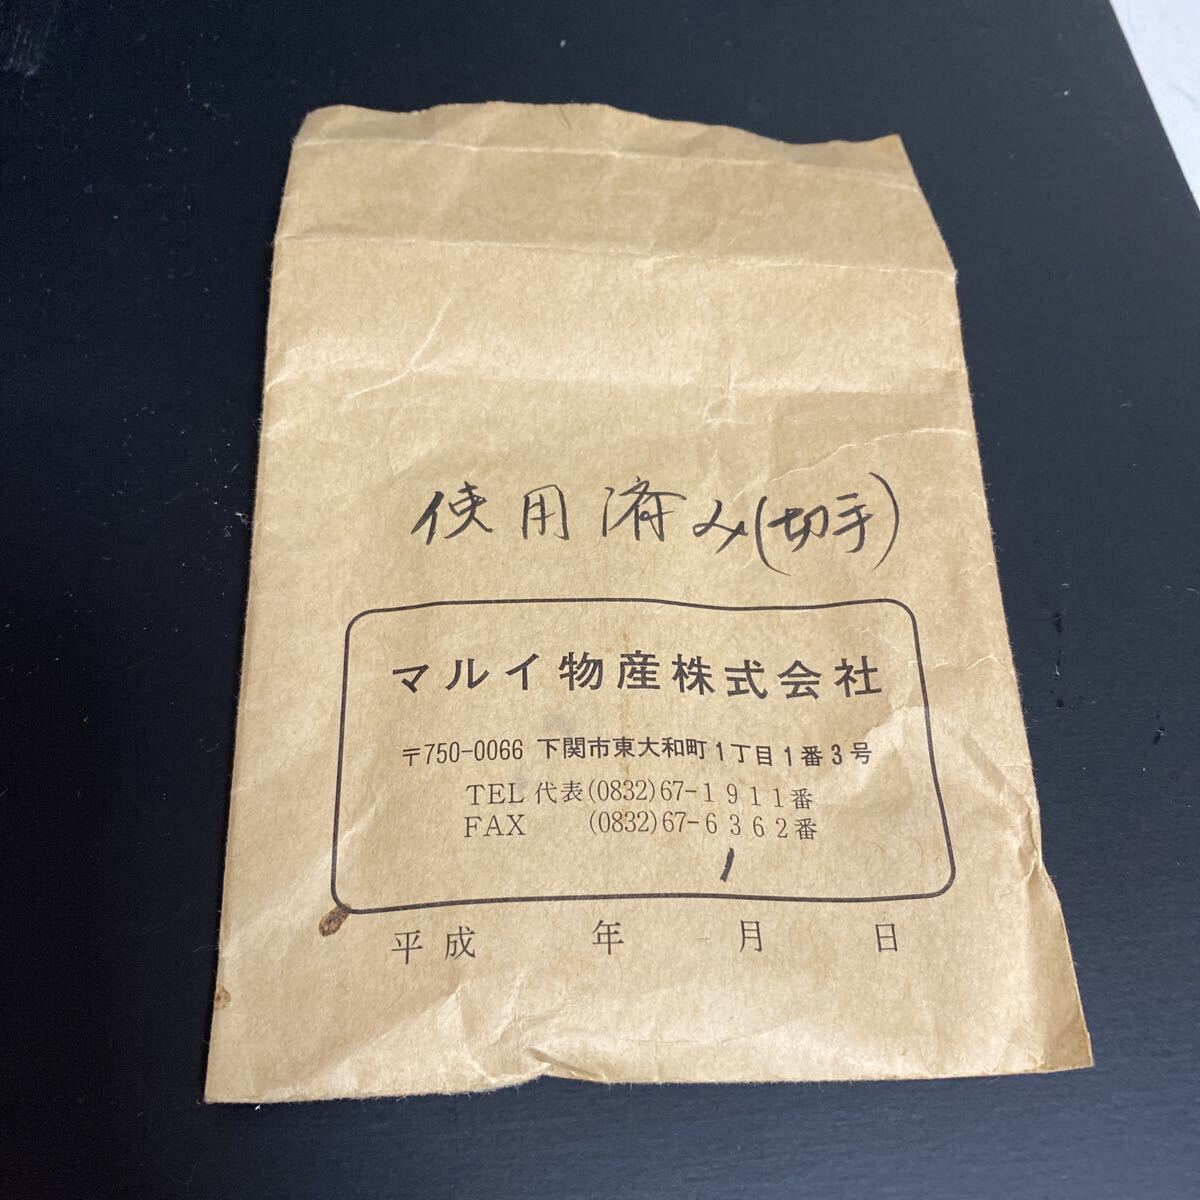 使用済み(切手)
マルイ物産株式会社
〒750-0066 下関市東大和町1丁目1番3号
TEL 代表(0832)67-1911番
FAX (0832)67-6362番
平成 年 月 日